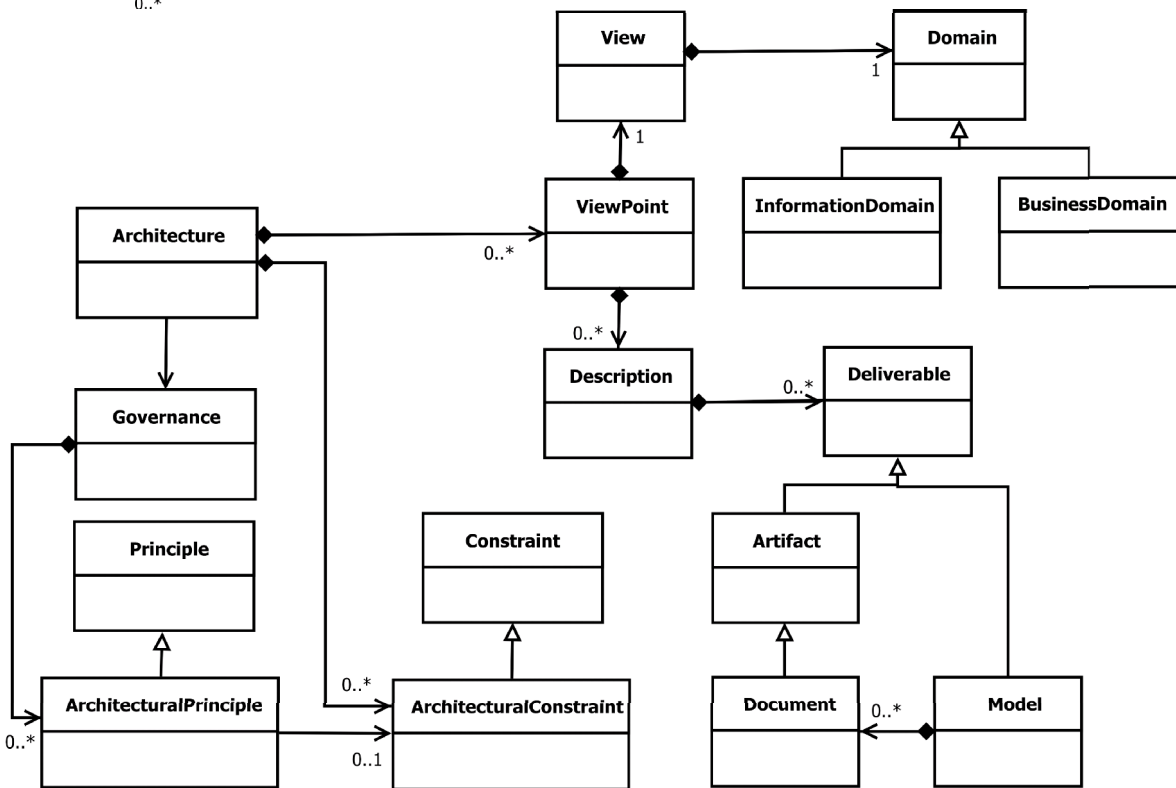 0..*
View
Domain
1
1
ViewPoint
InformationDomain
BusinessDomain
Architecture
0..*
0..*
Description
Deliverable
0..*
Governance
Principle
Constraint
Artifact
0..*
ArchitecturalPrinciple
ArchitecturalConstraint
Document
0..*
Model
0..*
0..1